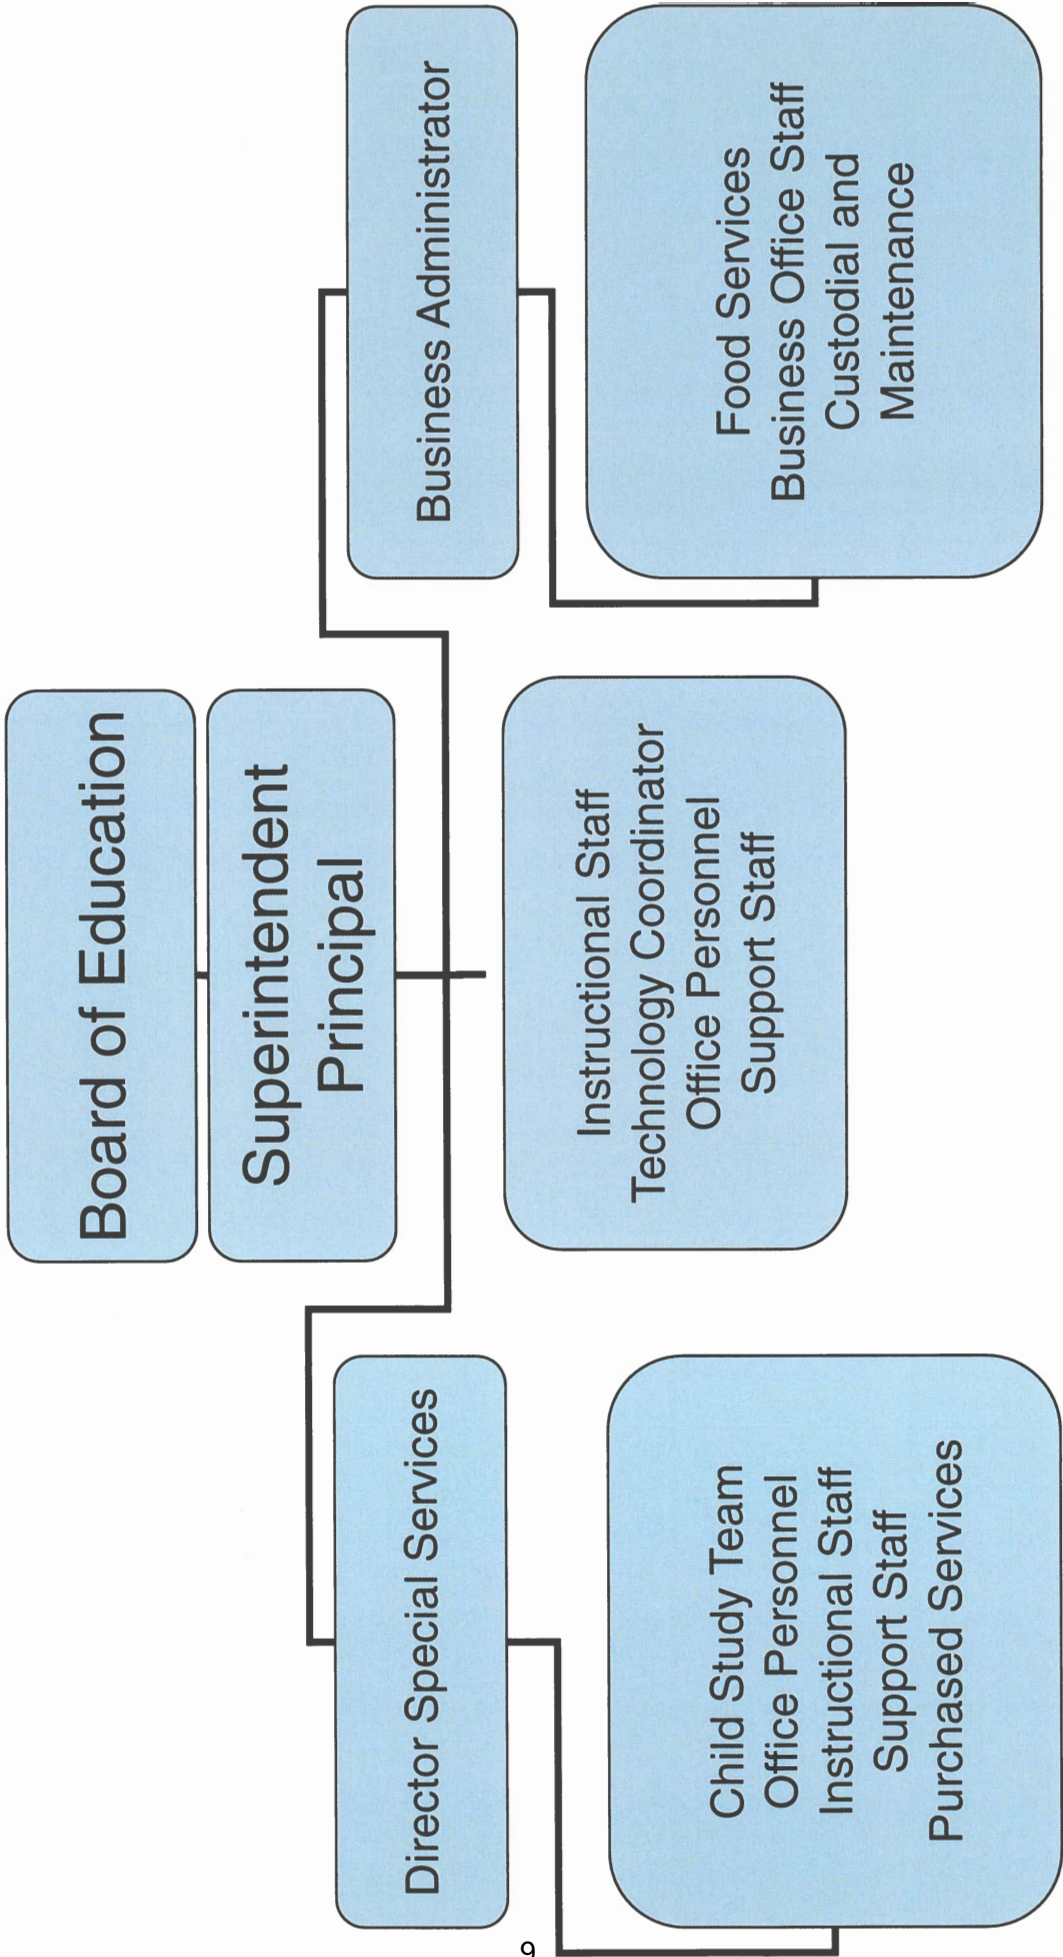 Board of Education
Superintendent
Principal
Director Special Services
Business Administrator
Child Study Team
Office Personnel
Instructional Staff
Support Staff
Purchased Services
Instructional Staff
Technology Coordinator
Office Personnel
Support Staff
Food Services
Business Office Staff
Custodial and
Maintenance
9